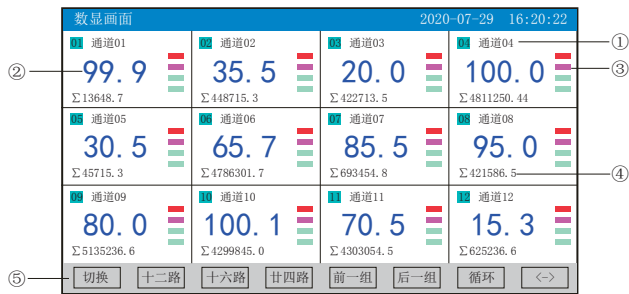 数显画面 2020-07-29 16:20:22
01 通道01 02 通道02 03 通道03 04 通道04 ①
② 99.9 35.5 20.0 100.0 ③
Σ13648.7 Σ448715.3 Σ422713.5 Σ4811250.44
05 通道05 06 通道06 07 通道07 08 通道08
30.5 65.7 85.5 95.0
Σ45715.3 Σ4786301.7 Σ693454.8 Σ421586.5 ④
09 通道09 10 通道10 11 通道11 12 通道12
80.0 100.1 70.5 15.3
Σ5135236.6 Σ4299845.0 Σ4303054.5 Σ625236.6
⑤ 切换 十二路 十六路 廿四路 前一组 后一组 循环 <->